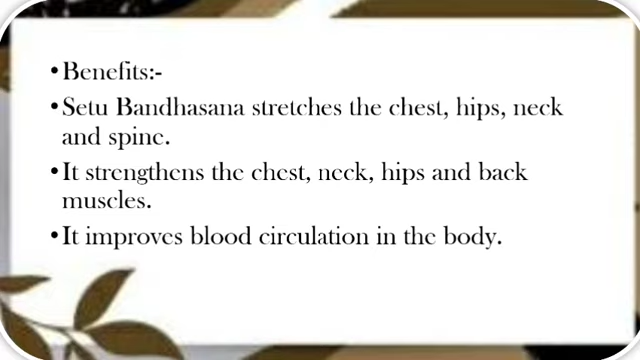 •Benefits:-
•Setu Bandhasana stretches the chest, hips, neck
and spine.
•It strengthens the chest, neck, hips and back
muscles.
•It improves blood circulation in the body.